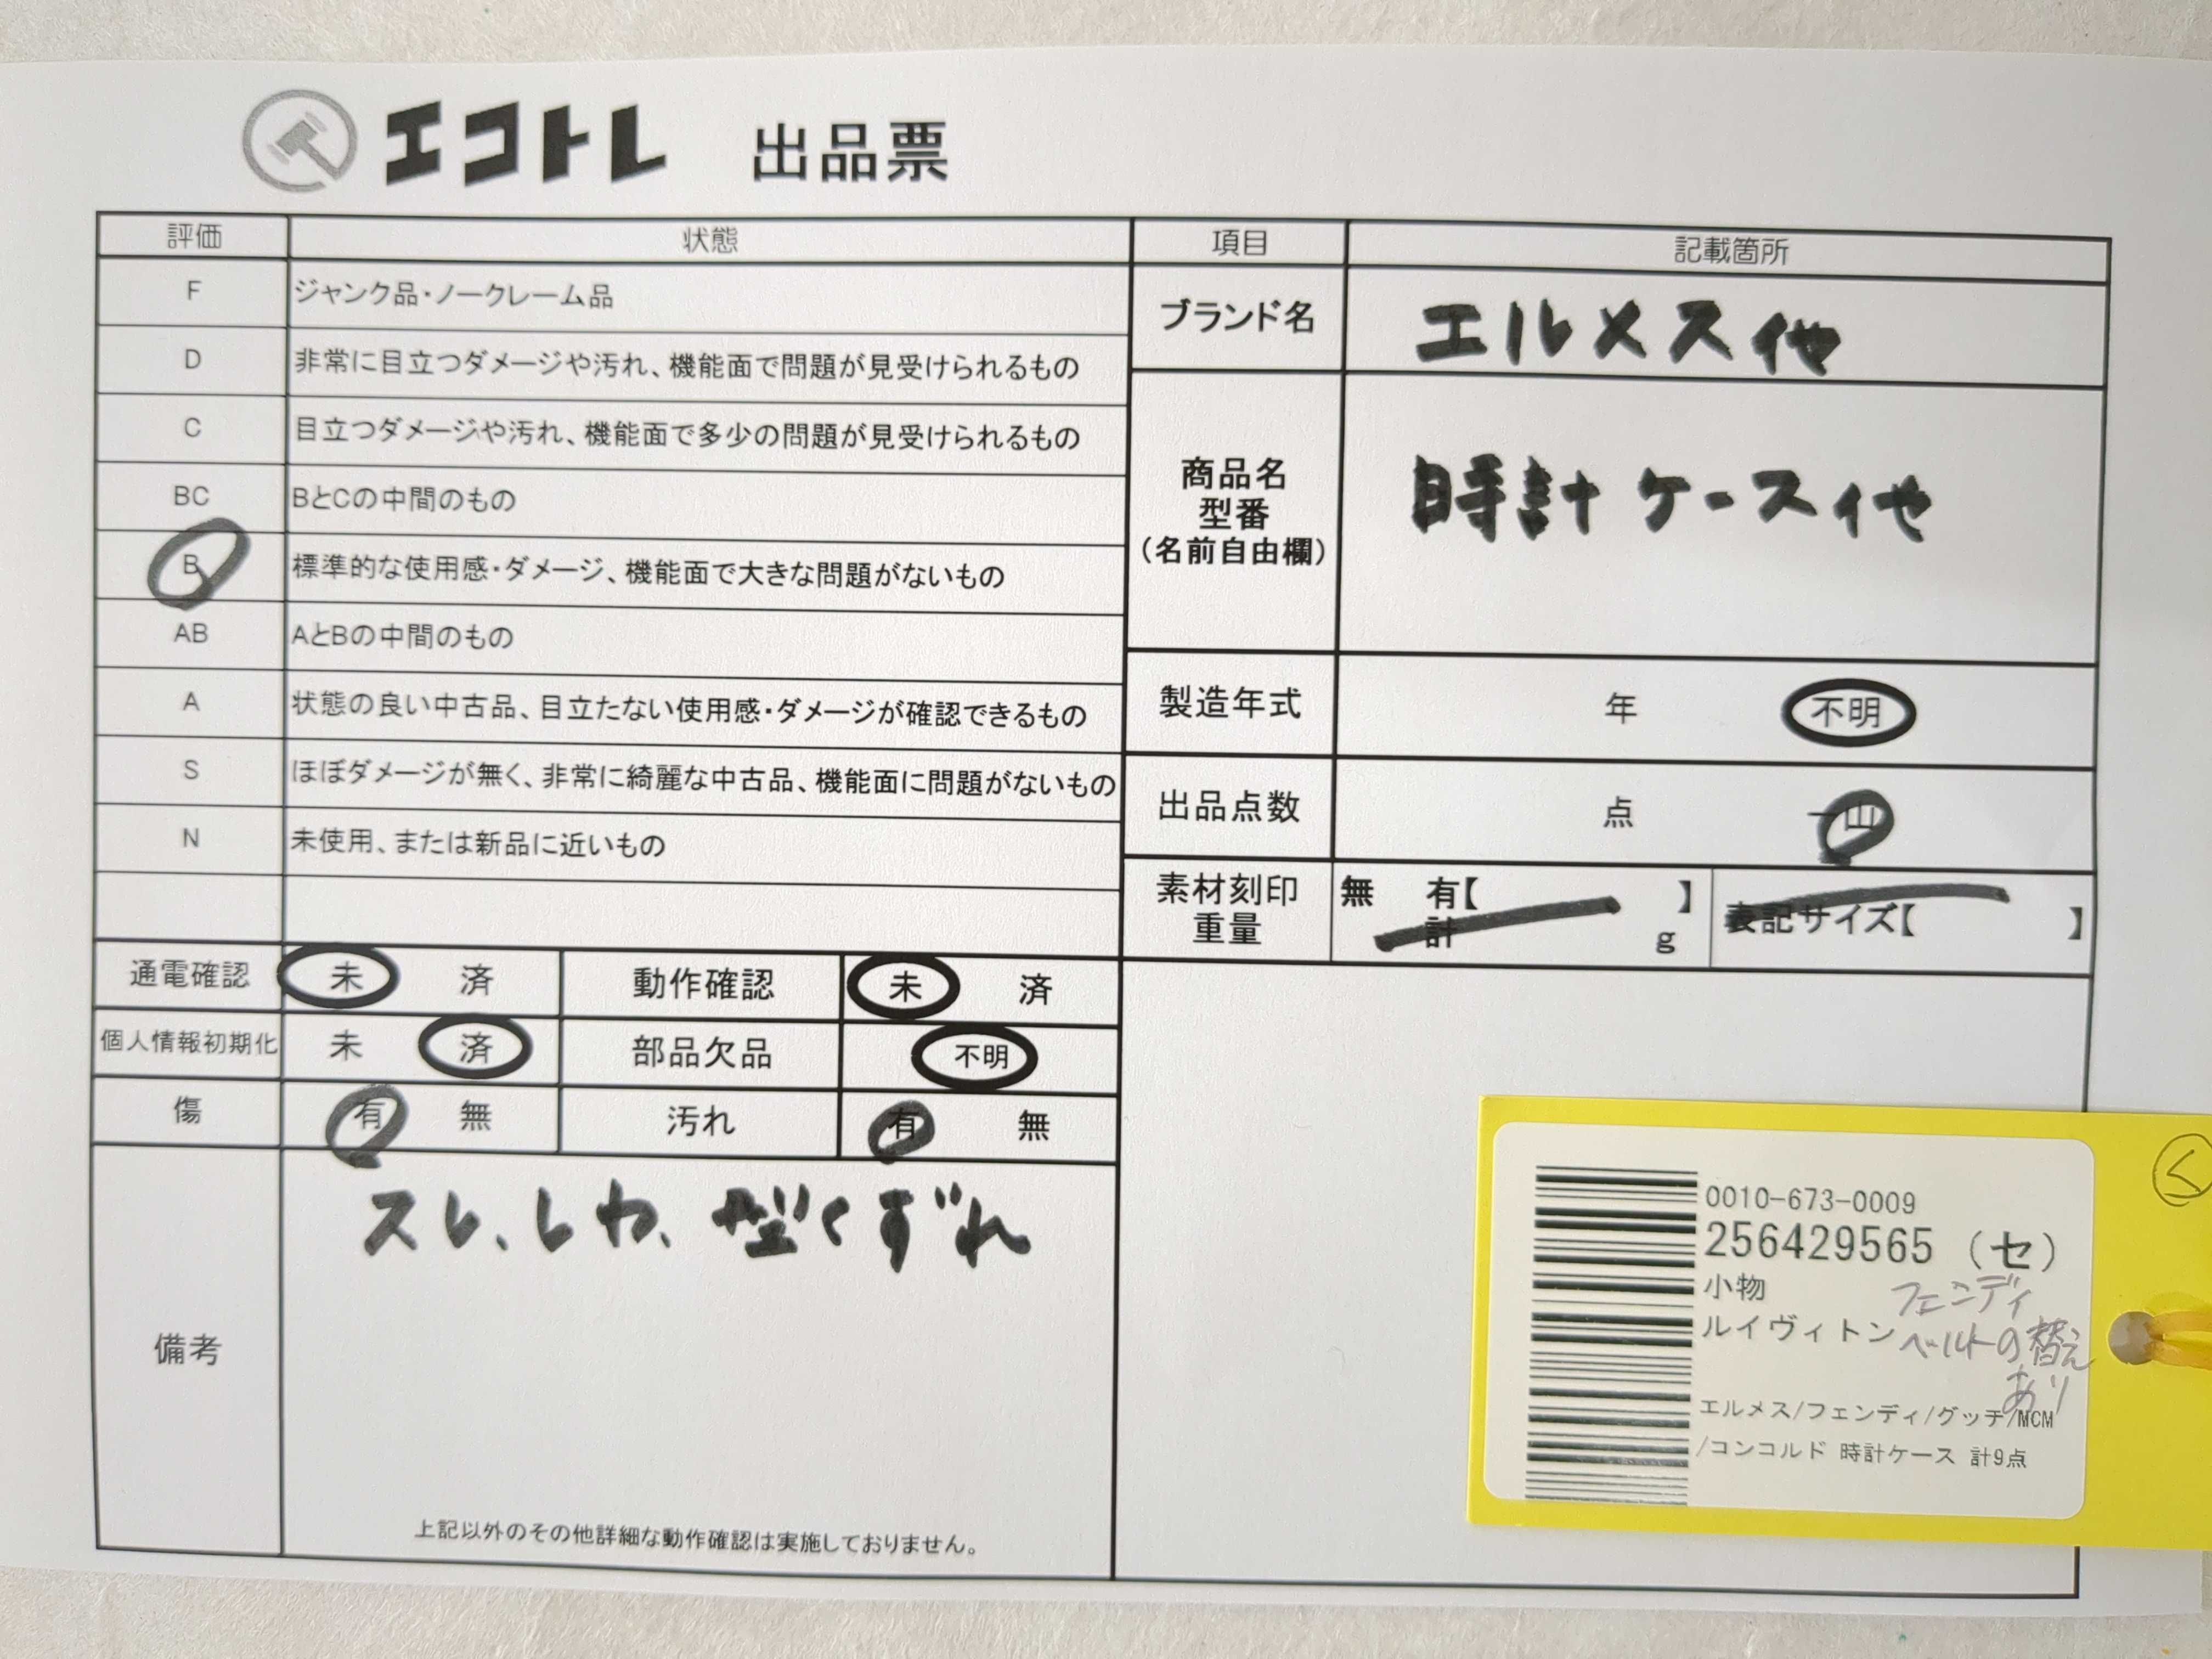 エコトレ 出品票
評価 状態
F ジャンク品・ノークレーム品
D 非常に目立つダメージや汚れ、機能面で問題が見受けられるもの
C 目立つダメージや汚れ、機能面で多少の問題が見受けられるもの
BC BとCの中間のもの
B 標準的な使用感・ダメージ、機能面で大きな問題がないもの
AB AとBの中間のもの
A 状態の良い中古品、目立たない使用感・ダメージが確認できるもの
S ほぼダメージが無く、非常に綺麗な中古品、機能面に問題がないもの
N 未使用、または新品に近いもの
通電確認 未 済 動作確認 未 済
個人情報初期化 未 済 部品欠品 不明
傷 有 無 汚れ 有 無
備考
スレ、シワ、型くずれ
上記以外のその他詳細な動作確認は実施しておりません。
項目 記載箇所
ブランド名 エルメス他
商品名
型番
(名前自由欄)
時計ケース他
製造年式 年 不明
出品点数 点 一山
素材刻印 無 有【 】 表記サイズ【 】
重量 計 g
く
0010-673-0009
256429565 (セ)
小物 フェンディ
ルイヴィトン ベルトの替え
あり
エルメス/フェンディ/グッチ/MCM
/コンコルド 時計ケース 計9点